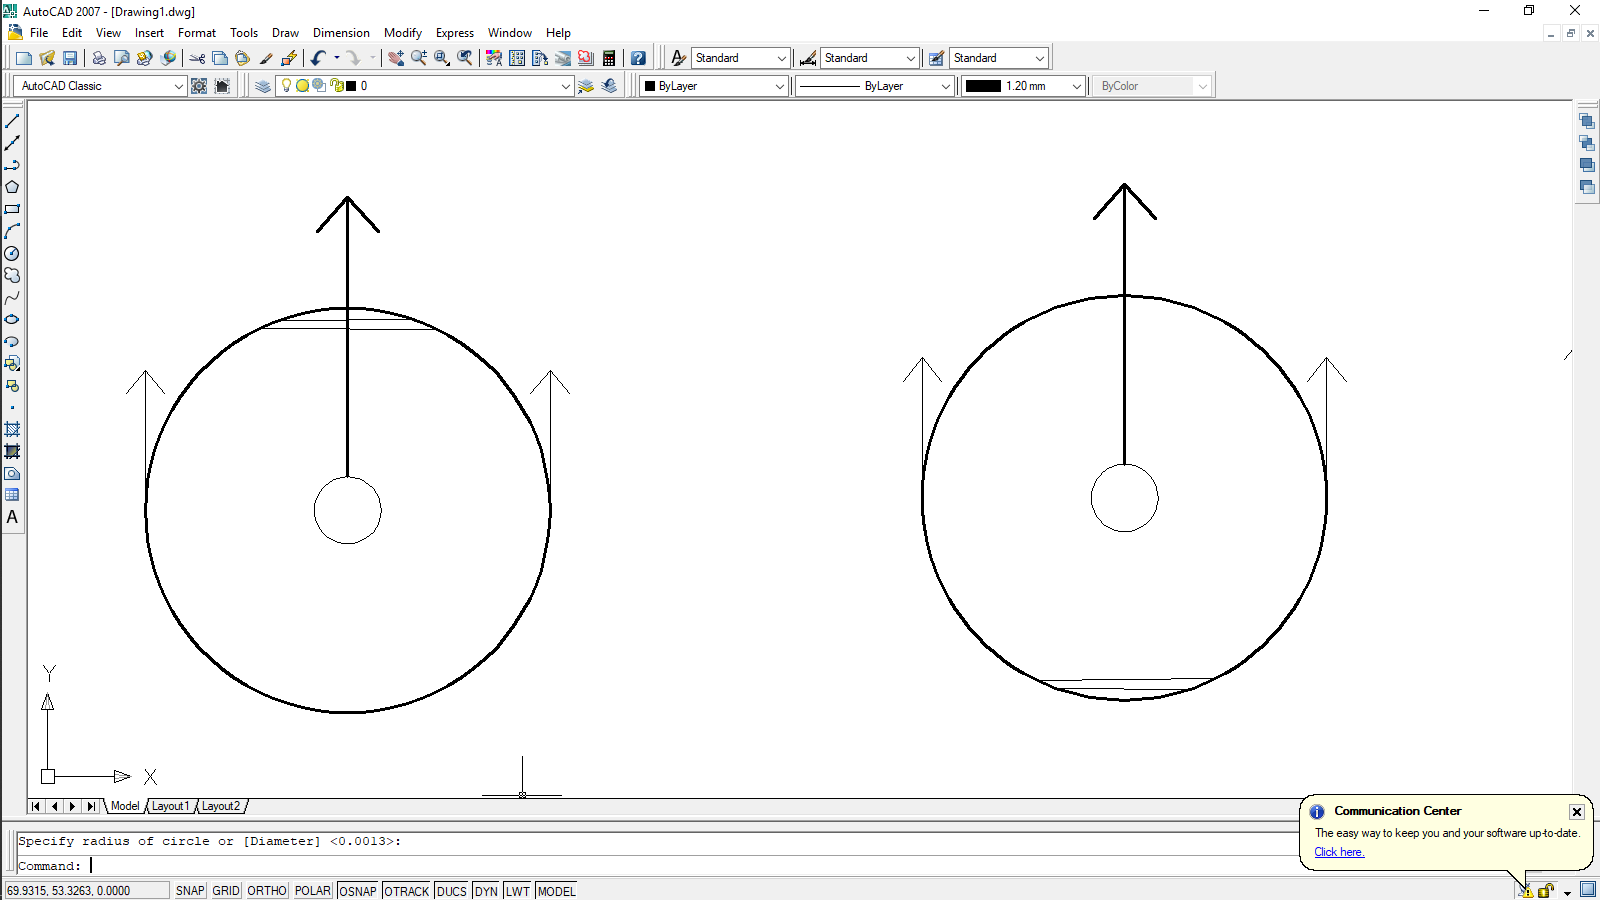 AutoCAD 2007 - [Drawing1.dwg]
File Edit View Insert Format Tools Draw Dimension Modify Express Window Help
Standard Standard Standard
AutoCAD Classic 0 ByLayer ByLayer 1.20 mm ByColor
A
Y
X
Model Layout1 Layout2
Communication Center
The easy way to keep you and your software up-to-date.
Click here.
Specify radius of circle or [Diameter] <0.0013>:
Command:
69.9315, 53.3263, 0.0000 SNAP GRID ORTHO POLAR OSNAP OTRACK DUCS DYN LWT MODEL